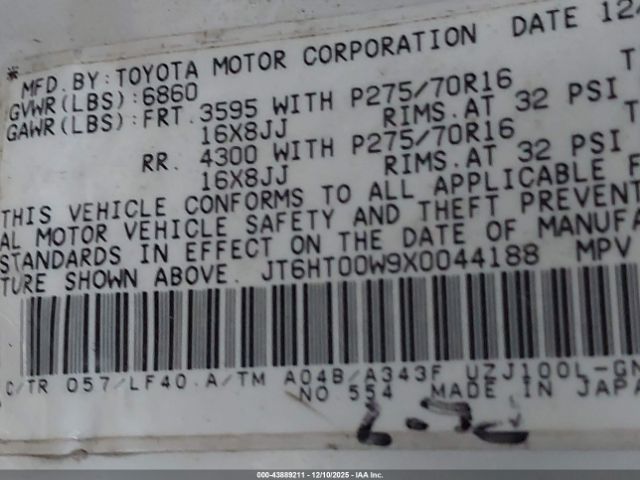 * MFD.BY:TOYOTA MOTOR CORPORATION DATE 12/
GVWR(LBS):6860
GAWR(LBS):FRT.3595 WITH P275/70R16 T
16X8JJ RIMS.AT 32 PSI
RR. 4300 WITH P275/70R16 T
16X8JJ RIMS.AT 32 PSI
THIS VEHICLE CONFORMS TO ALL APPLICABLE F
AL MOTOR VEHICLE SAFETY AND THEFT PREVENT
STANDARDS IN EFFECT ON THE DATE OF MANUFA
TURE SHOWN ABOVE. JT6HT00W9X0044188 MPV
C/TR 057/LF40.A/TM A04B/A343F UZJ100L-GN
NO.554 MADE IN JAPA
000-43889211 - 12/10/2025 - IAA Inc.